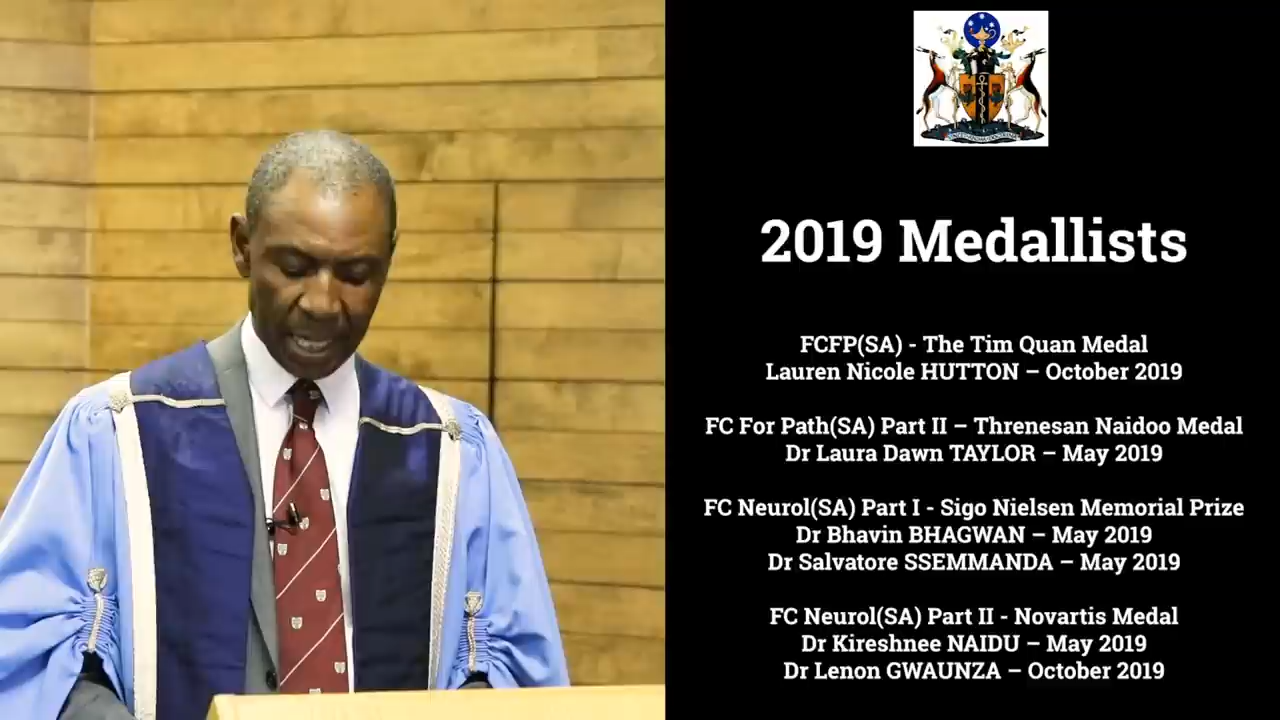 2019 Medallists
FCFP(SA) - The Tim Quan Medal
Lauren Nicole HUTTON – October 2019
FC For Path(SA) Part II – Threnesan Naidoo Medal
Dr Laura Dawn TAYLOR – May 2019
FC Neurol(SA) Part I - Sigo Nielsen Memorial Prize
Dr Bhavin BHAGWAN – May 2019
Dr Salvatore SSEMMANDA – May 2019
FC Neurol(SA) Part II - Novartis Medal
Dr Kireshnee NAIDU – May 2019
Dr Lenon GWAUNZA – October 2019